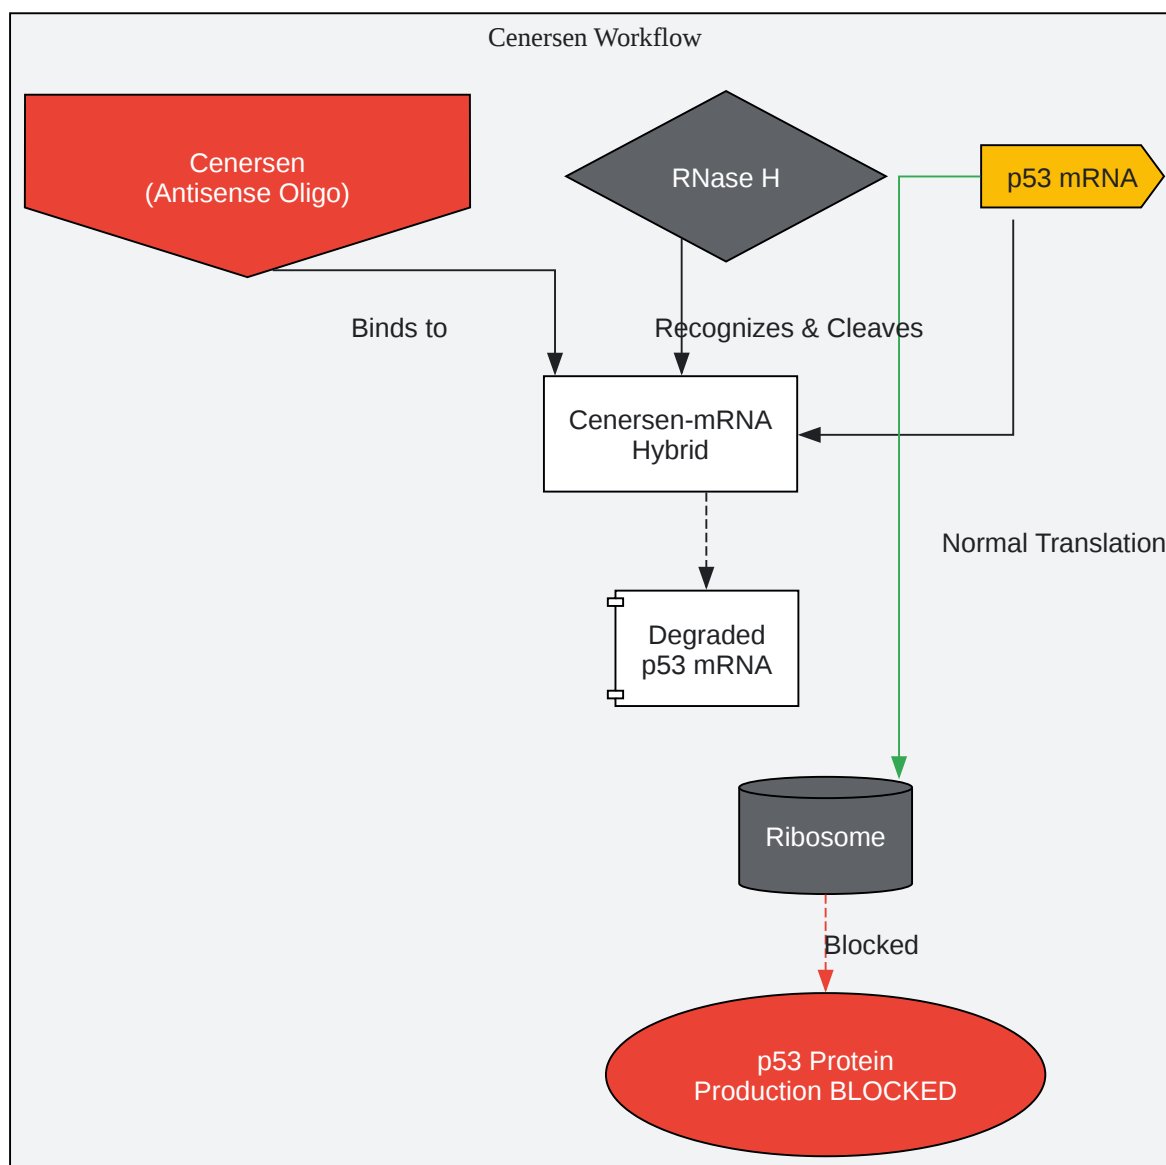 Cenersen Workflow
Cenersen
(Antisense Oligo)
RNase H
p53 mRNA
Binds to
Recognizes & Cleaves
Cenersen-mRNA
Hybrid
Normal Translation
Degraded
p53 mRNA
Ribosome
Blocked
p53 Protein
Production BLOCKED